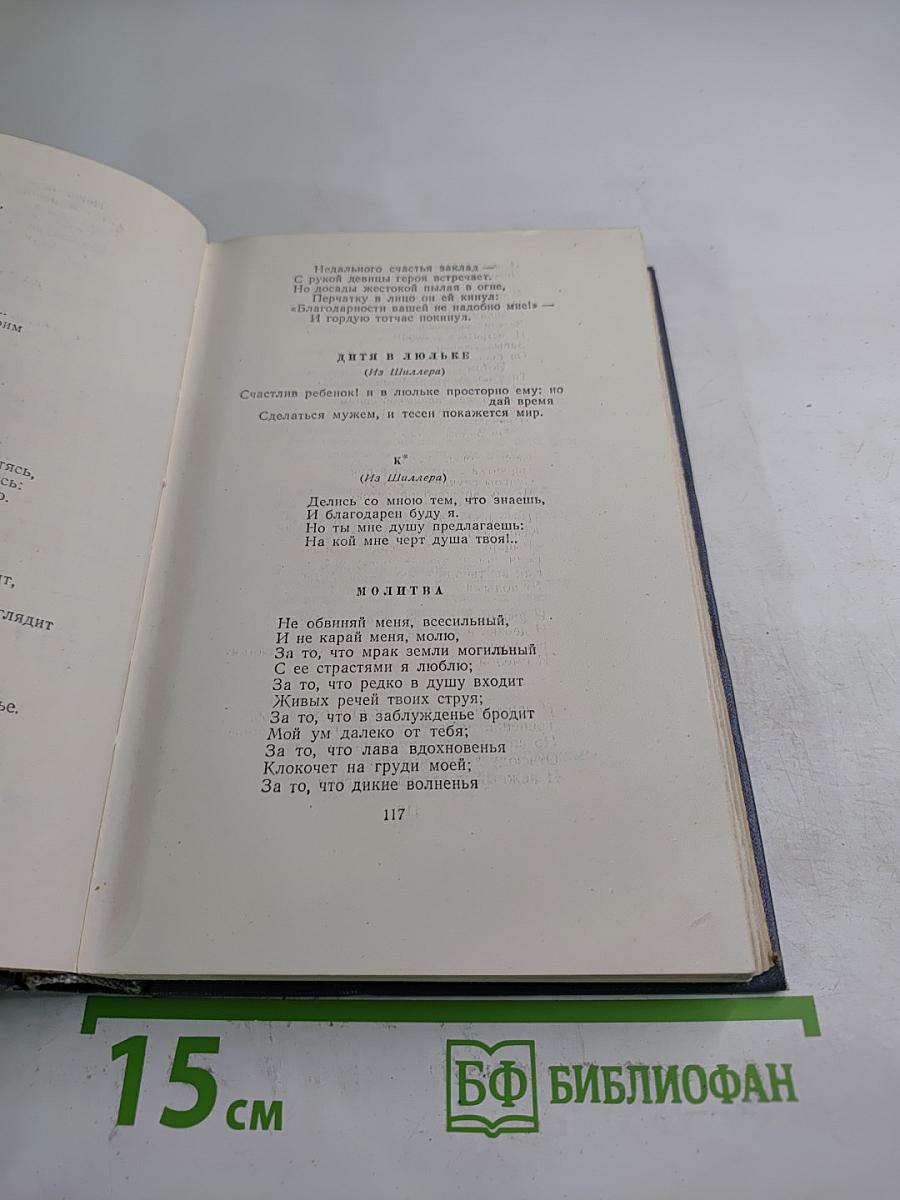 оим
тясь,
сь:
о.
ит,
глядит
ье.
Недального счастья заклад —
С рукой девицы героя встречает.
Но досады жестокой пылая в огне,
Перчатку в лицо он ей кинул:
«Благодарности вашей не надобно мне!» —
И гордую тотчас покинул.
ДИТЯ В ЛЮЛЬКЕ
(Из Шиллера)
Счастлив ребенок! и в люльке просторно ему: но
дай время
Сделаться мужем, и тесен покажется мир.
К*
(Из Шиллера)
Делись со мною тем, что знаешь,
И благодарен буду я.
Но ты мне душу предлагаешь:
На кой мне черт душа твоя!..
МОЛИТВА
Не обвиняй меня, всесильный,
И не карай меня, молю,
За то, что мрак земли могильный
С ее страстями я люблю;
За то, что редко в душу входит
Живых речей твоих струя;
За то, что в заблужденье бродит
Мой ум далеко от тебя;
За то, что лава вдохновенья
Клокочет на груди моей;
За то, что дикие волненья
117
15 см
БФ БИБЛИОФАН